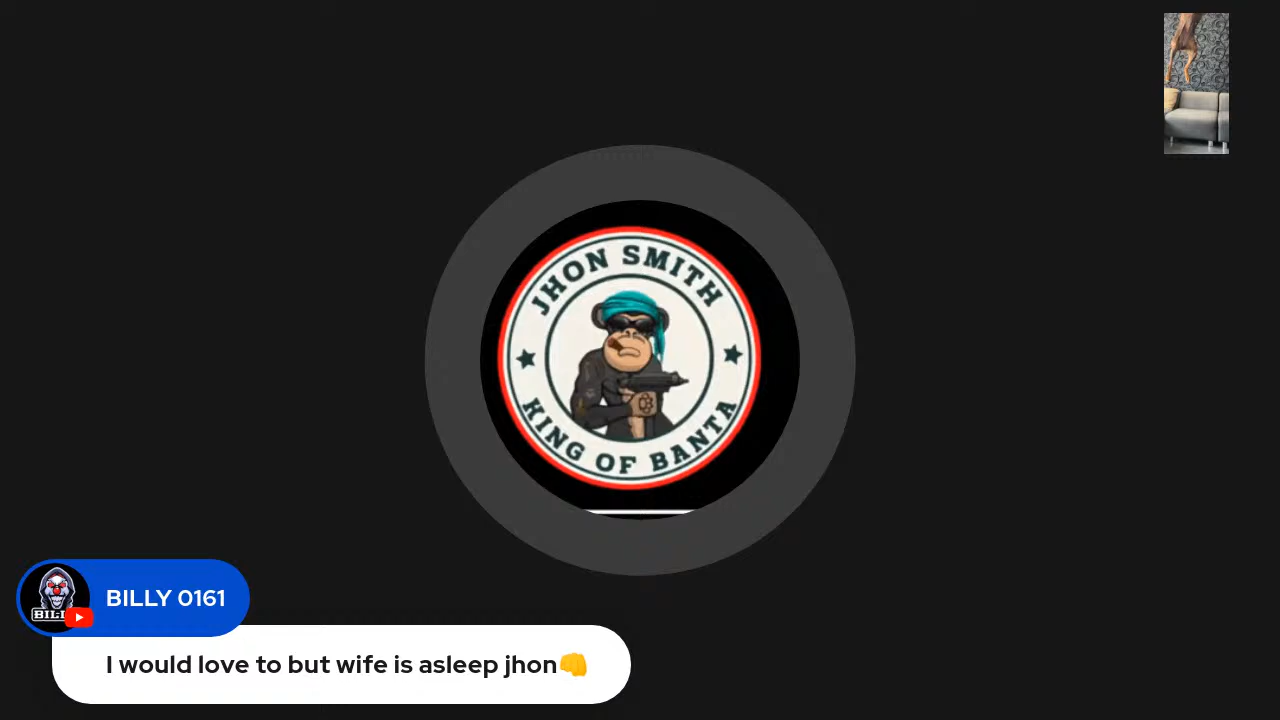 JHON SMITH
KING OF BANTA
BILLY 0161
I would love to but wife is asleep jhon👊